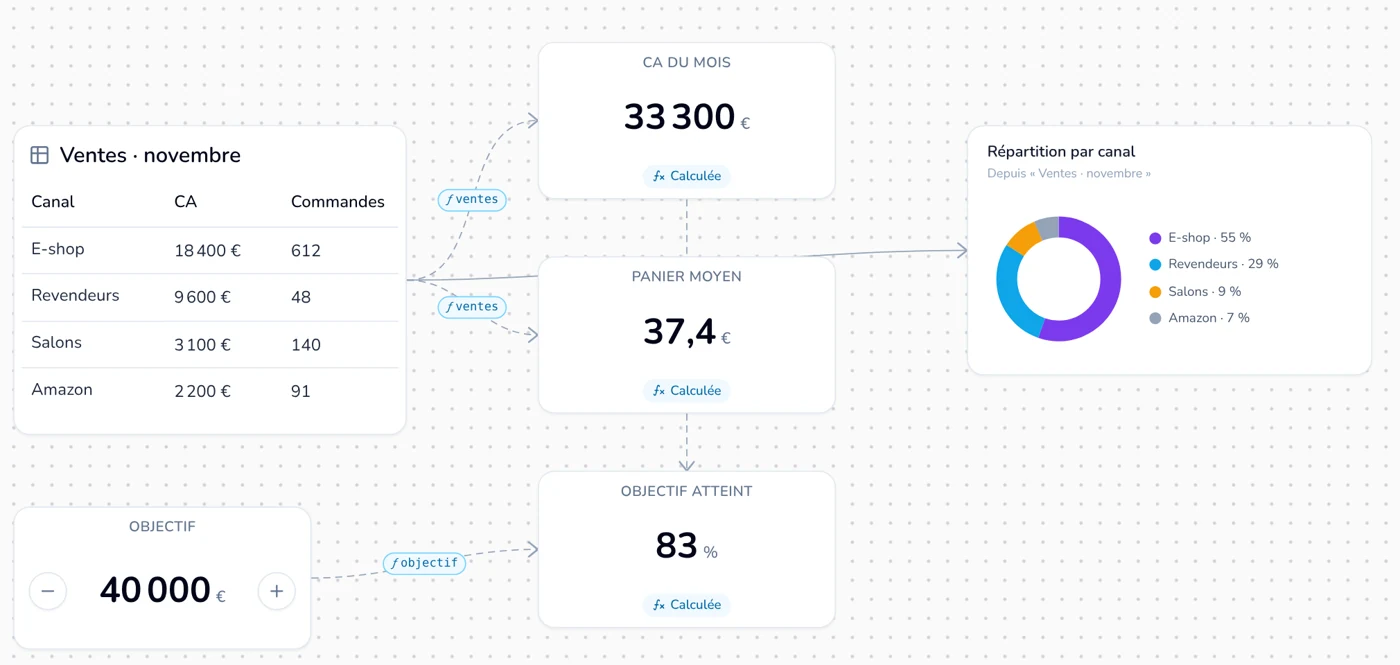 Ventes · novembre
Canal CA Commandes
E-shop 18 400 € 612
Revendeurs 9 600 € 48
Salons 3 100 € 140
Amazon 2 200 € 91
OBJECTIF
− 40 000 € +
ƒ ventes
ƒ ventes
ƒ objectif
CA DU MOIS
33 300 €
ƒx Calculée
PANIER MOYEN
37,4 €
ƒx Calculée
OBJECTIF ATTEINT
83 %
ƒx Calculée
Répartition par canal
Depuis « Ventes · novembre »
E-shop · 55 %
Revendeurs · 29 %
Salons · 9 %
Amazon · 7 %